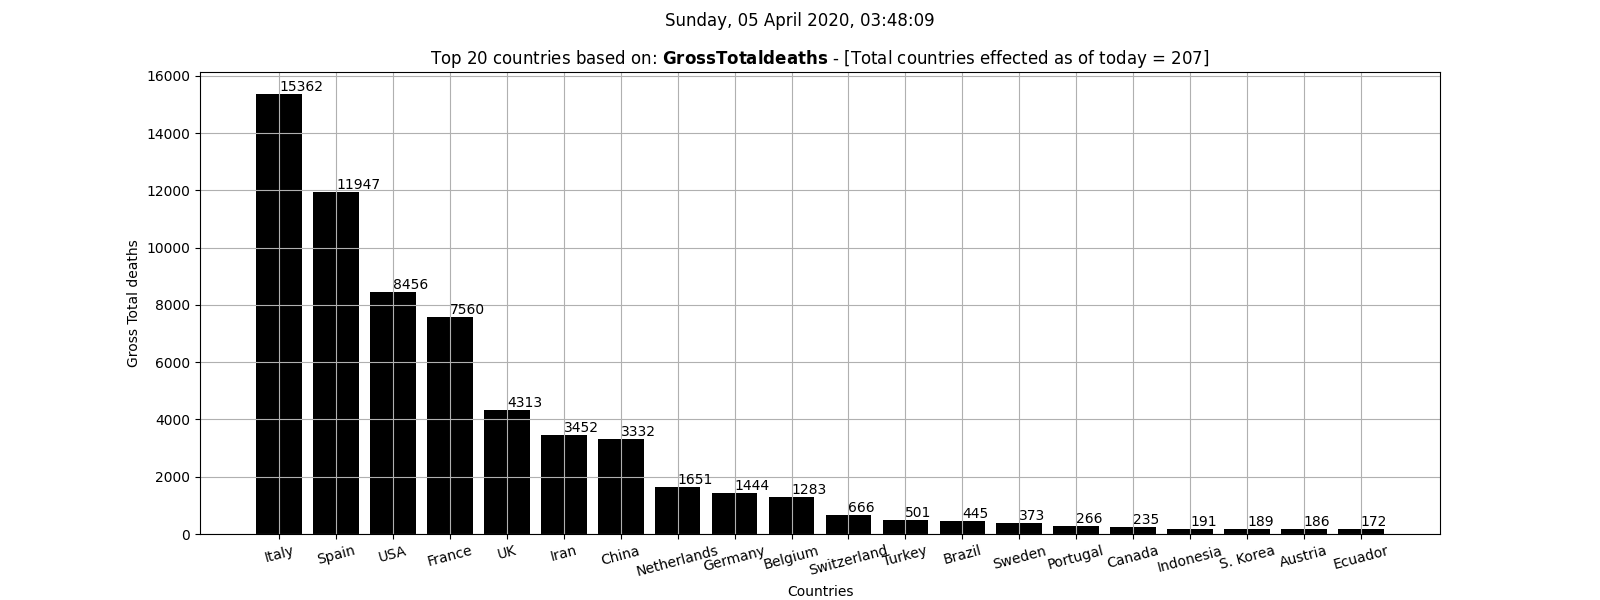 Sunday, 05 April 2020, 03:48:09
Top 20 countries based on: GrossTotaldeaths - [Total countries effected as of today = 207]
Gross Total deaths
16000
14000
12000
10000
8000
6000
4000
2000
0
15362
11947
8456
7560
4313
3452
3332
1651
1444
1283
666
501
445
373
266
235
191
189
186
172
Italy
Spain
USA
France
UK
Iran
China
Netherlands
Germany
Belgium
Switzerland
Turkey
Brazil
Sweden
Portugal
Canada
Indonesia
S. Korea
Austria
Ecuador
Countries